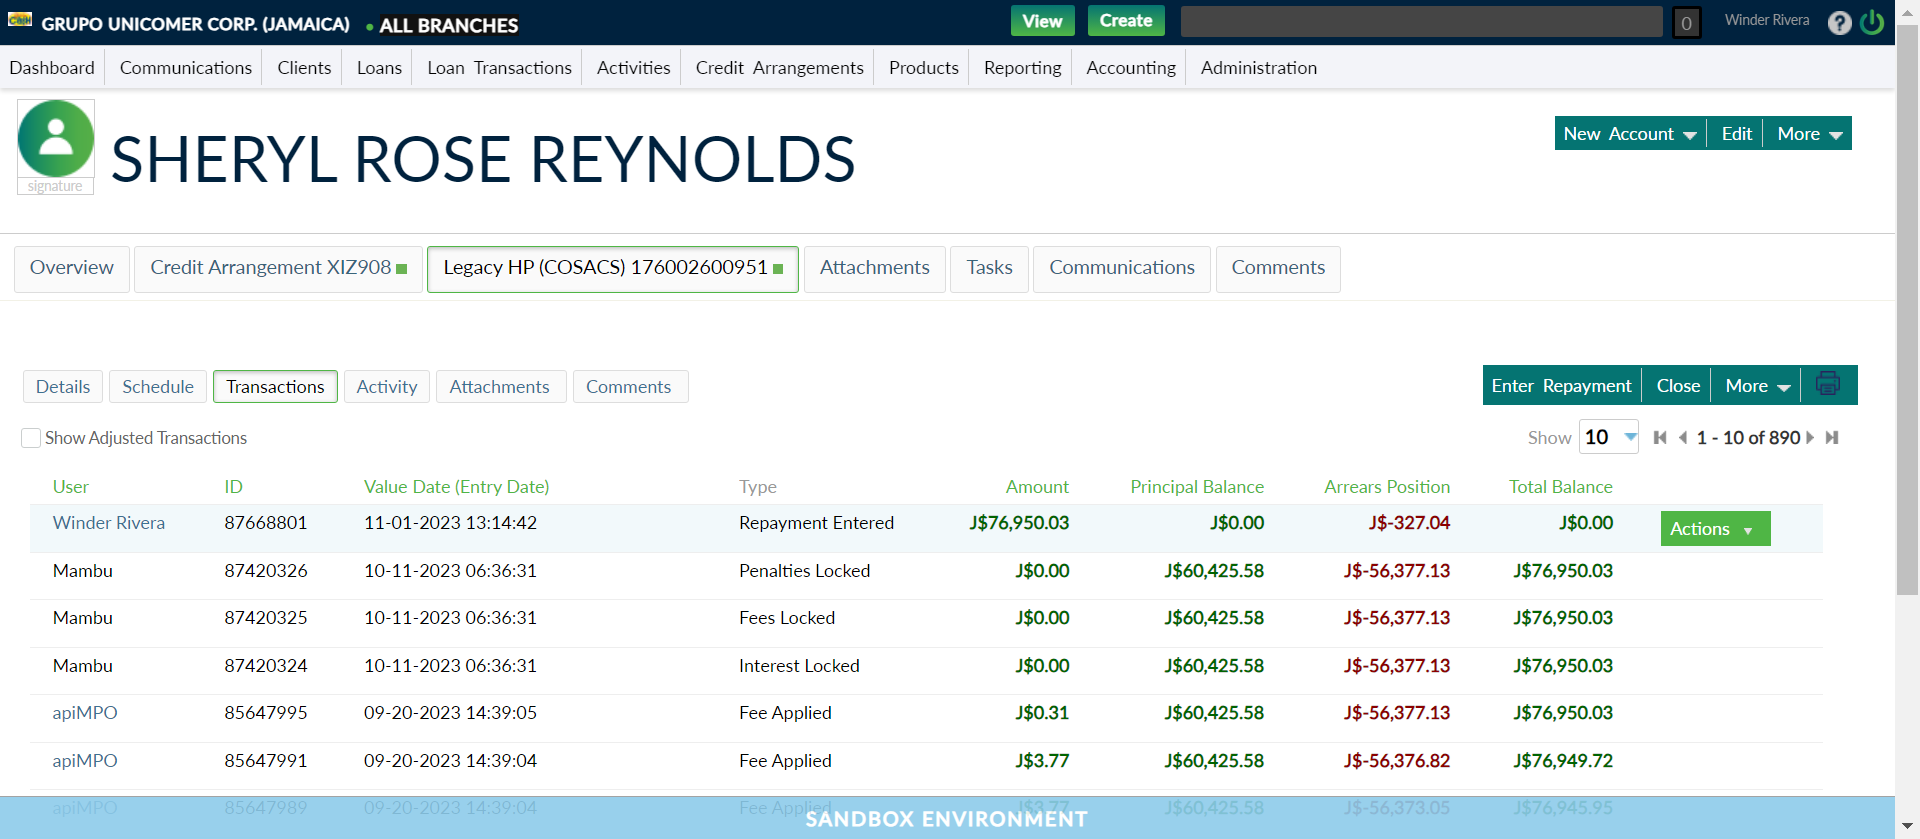 GRUPO UNICOMER CORP. (JAMAICA) • ALL BRANCHES View Create 0 Winder Rivera ?
Dashboard Communications Clients Loans Loan Transactions Activities Credit Arrangements Products Reporting Accounting Administration
SHERYL ROSE REYNOLDS
signature
New Account Edit More
Overview Credit Arrangement XIZ908 Legacy HP (COSACS) 176002600951 Attachments Tasks Communications Comments
Details Schedule Transactions Activity Attachments Comments Enter Repayment Close More
Show Adjusted Transactions Show 10 1 - 10 of 890
User ID Value Date (Entry Date) Type Amount Principal Balance Arrears Position Total Balance
Winder Rivera 87668801 11-01-2023 13:14:42 Repayment Entered J$76,950.03 J$0.00 J$-327.04 J$0.00 Actions
Mambu 87420326 10-11-2023 06:36:31 Penalties Locked J$0.00 J$60,425.58 J$-56,377.13 J$76,950.03
Mambu 87420325 10-11-2023 06:36:31 Fees Locked J$0.00 J$60,425.58 J$-56,377.13 J$76,950.03
Mambu 87420324 10-11-2023 06:36:31 Interest Locked J$0.00 J$60,425.58 J$-56,377.13 J$76,950.03
apiMPO 85647995 09-20-2023 14:39:05 Fee Applied J$0.31 J$60,425.58 J$-56,377.13 J$76,950.03
apiMPO 85647991 09-20-2023 14:39:04 Fee Applied J$3.77 J$60,425.58 J$-56,376.82 J$76,949.72
apiMPO 85647989 09-20-2023 14:39:04 Fee Applied J$3.77 J$60,425.58 J$-56,373.05 J$76,945.95
SANDBOX ENVIRONMENT